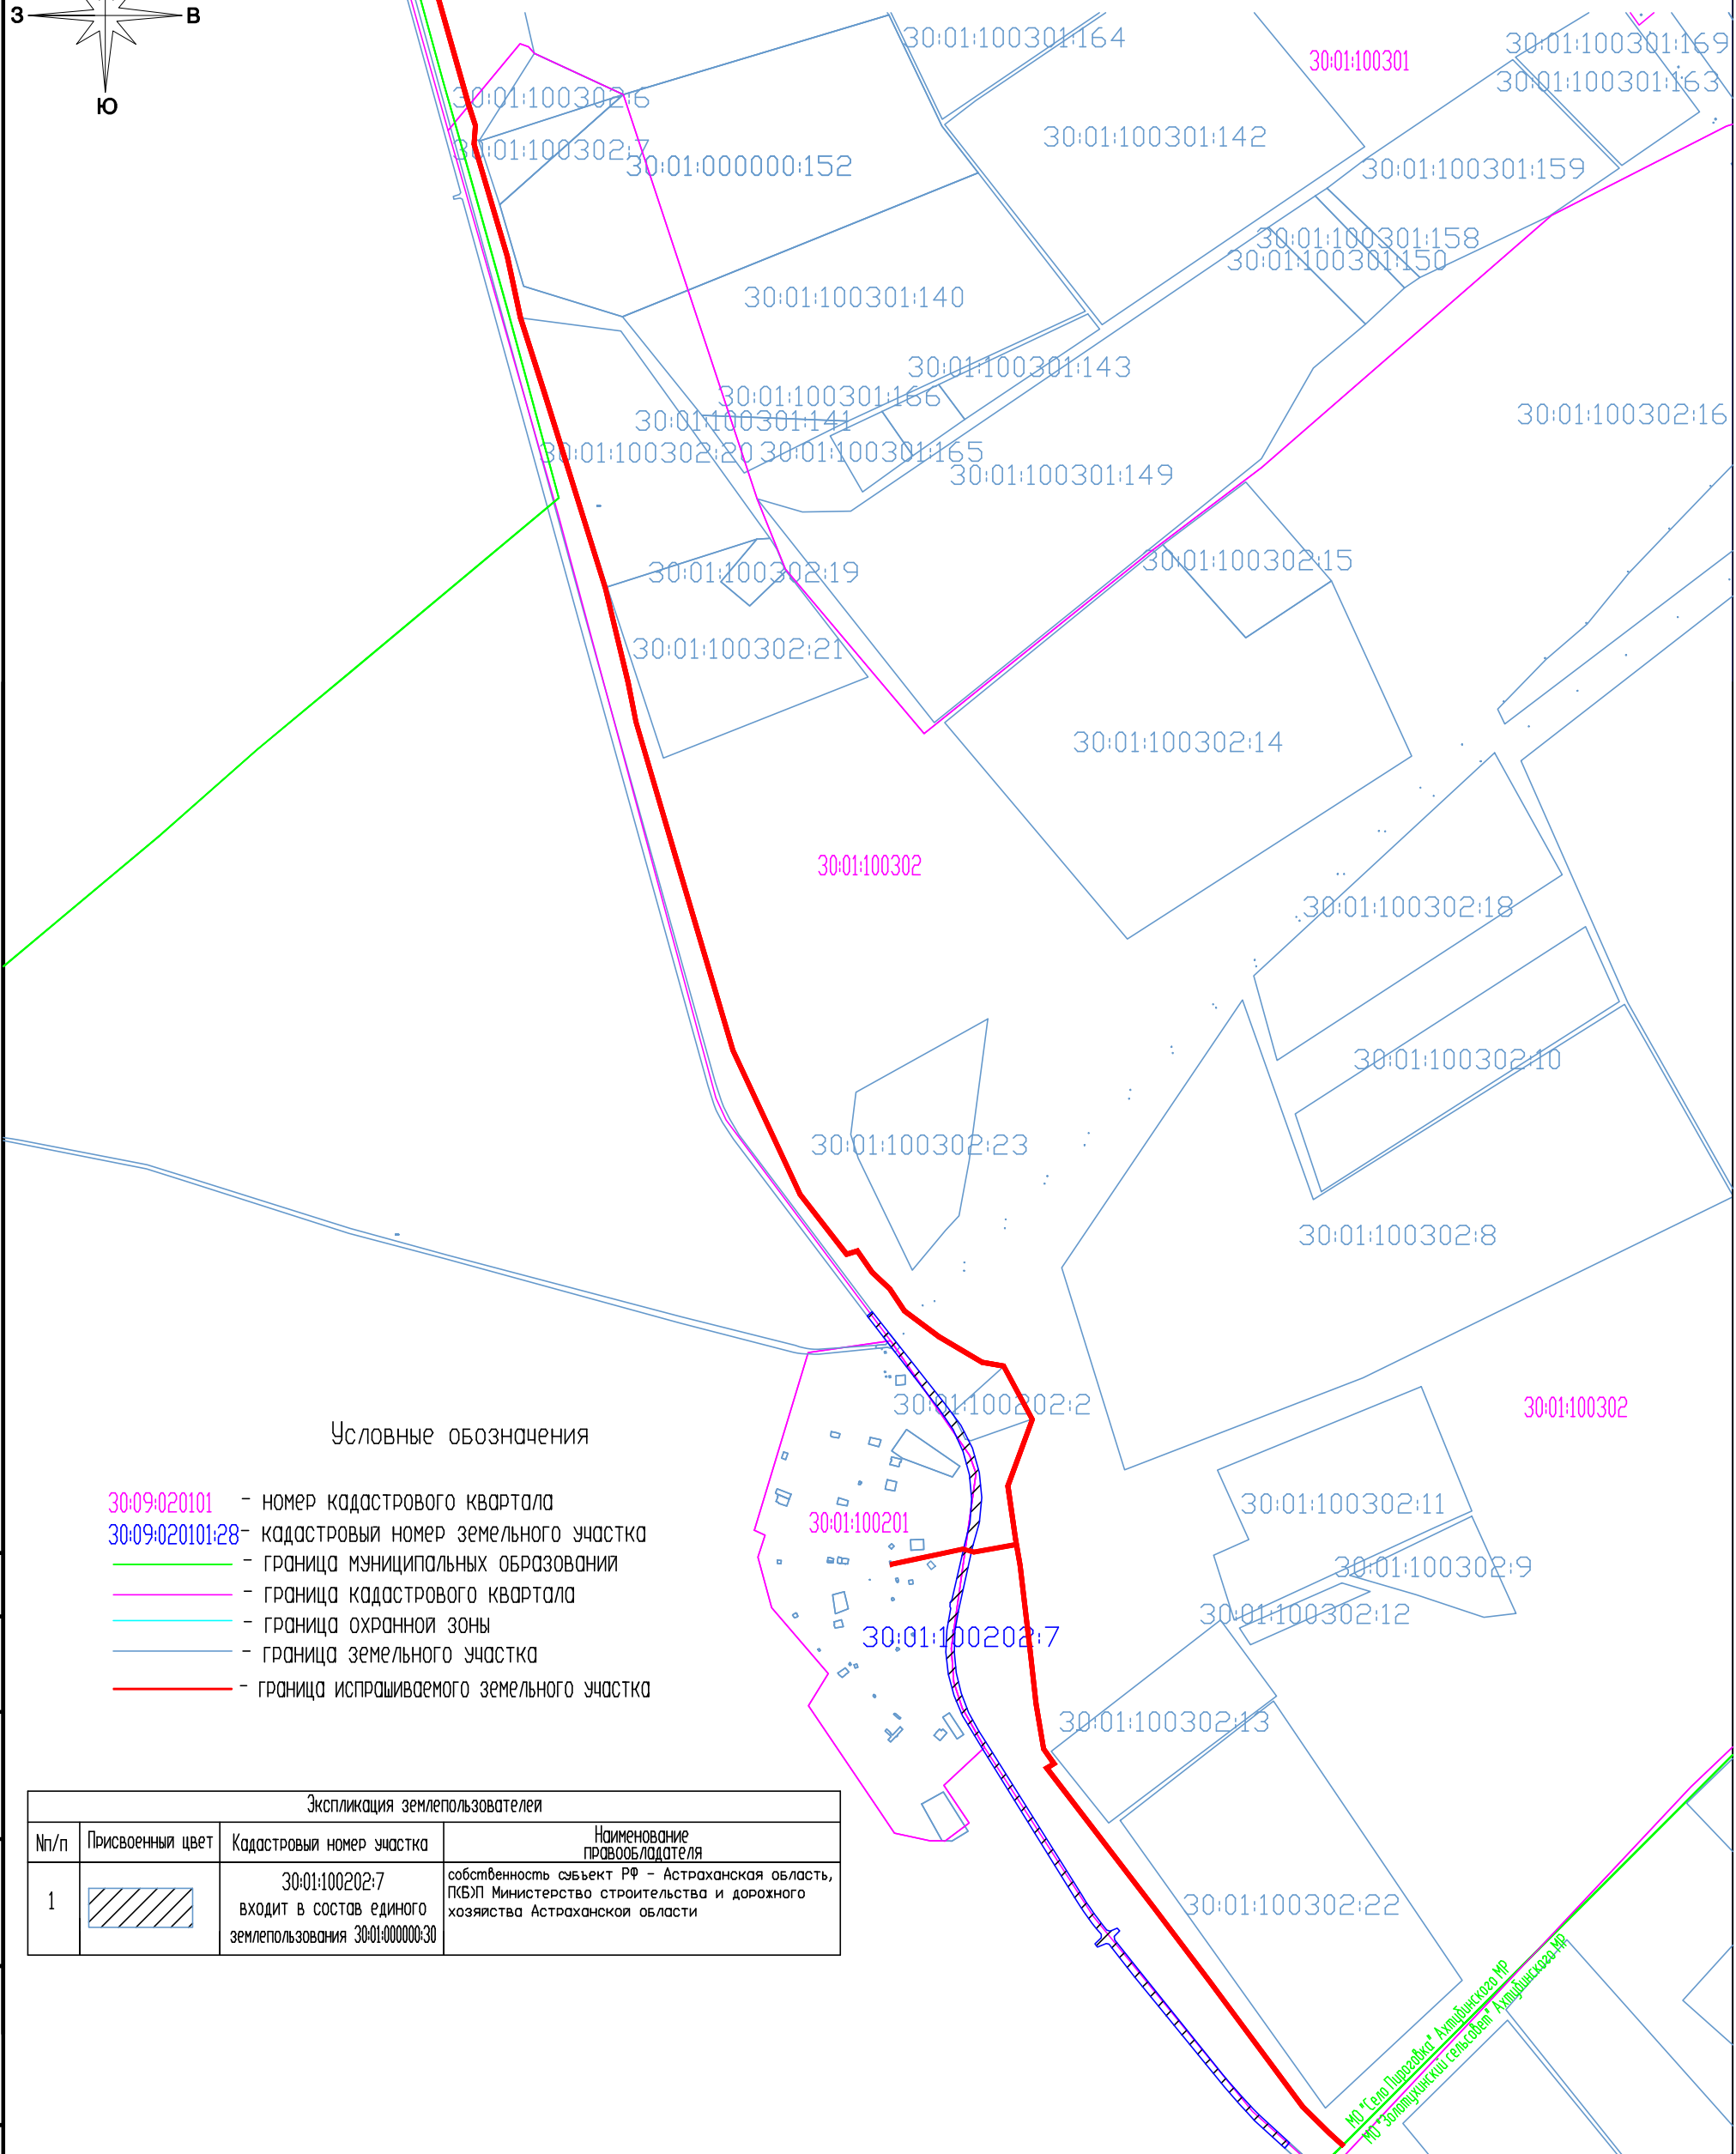 З
В
Ю
30:01:100301:164
30:01:100301
30:01:100301:169
30:01:100301:163
30:01:100302:6
30:01:100301:142
30:01:100302:7
30:01:000000:152
30:01:100301:159
30:01:100301:158
30:01:100301:150
30:01:100301:140
30:01:100301:143
30:01:100301:166
30:01:100301:141
30:01:100302:16
30:01:100302:20
30:01:100301:165
30:01:100301:149
30:01:100302:15
30:01:100302:19
30:01:100302:21
30:01:100302:14
30:01:100302
30:01:100302:18
30:01:100302:10
30:01:100302:23
30:01:100302:8
30:01:100202:2
30:01:100302
30:01:100302:11
30:01:100201
30:01:100302:9
30:01:100302:12
30:01:100202:7
30:01:100302:13
30:01:100302:22
МО "Село Пироговка" Ахтубинского МР
МО "Золотухинский сельсовет" Ахтубинского МР
Условные обозначения
30:09:020101 - номер кадастрового квартала
30:09:020101:28 - кадастровый номер земельного участка
- граница муниципальных образований
- граница кадастрового квартала
- граница охранной зоны
- граница земельного участка
- граница испрашиваемого земельного участка
Экспликация землепользователей
№п/п
Присвоенный цвет
Кадастровый номер участка
Наименование
правообладателя
1
30:01:100202:7
входит в состав единого
землепользования 30:01:000000:30
собственность субъект РФ - Астраханская область,
П(Б)П Министерство строительства и дорожного
хозяйства Астраханской области